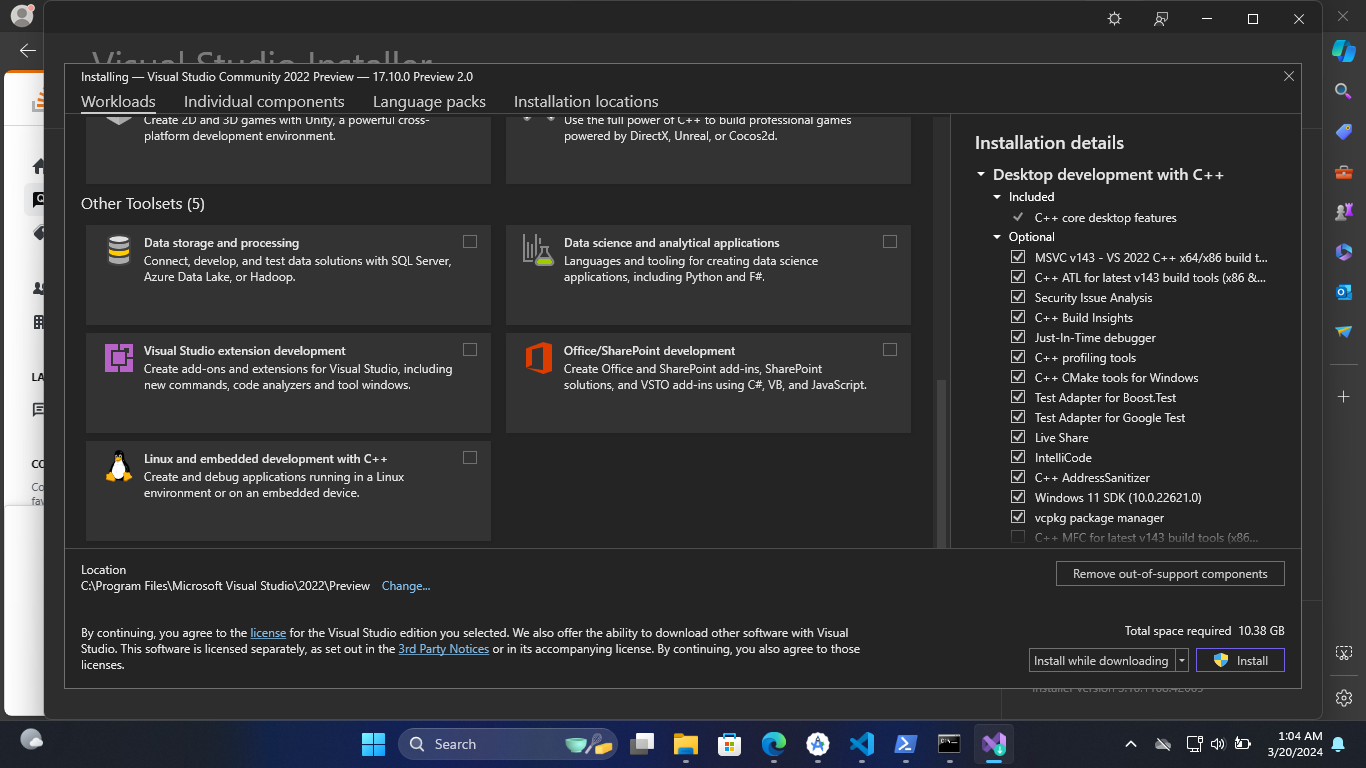 Visual Studio Installer
Installing — Visual Studio Community 2022 Preview — 17.10.0 Preview 2.0
Workloads
Individual components
Language packs
Installation locations
Create 2D and 3D games with Unity, a powerful cross-
platform development environment.
Use the full power of C++ to build professional games
powered by DirectX, Unreal, or Cocos2d.
Other Toolsets (5)
Data storage and processing
Connect, develop, and test data solutions with SQL Server,
Azure Data Lake, or Hadoop.
Data science and analytical applications
Languages and tooling for creating data science
applications, including Python and F#.
Visual Studio extension development
Create add-ons and extensions for Visual Studio, including
new commands, code analyzers and tool windows.
Office/SharePoint development
Create Office and SharePoint add-ins, SharePoint
solutions, and VSTO add-ins using C#, VB, and JavaScript.
Linux and embedded development with C++
Create and debug applications running in a Linux
environment or on an embedded device.
Installation details
Desktop development with C++
Included
C++ core desktop features
Optional
MSVC v143 - VS 2022 C++ x64/x86 build t...
C++ ATL for latest v143 build tools (x86 &...
Security Issue Analysis
C++ Build Insights
Just-In-Time debugger
C++ profiling tools
C++ CMake tools for Windows
Test Adapter for Boost.Test
Test Adapter for Google Test
Live Share
IntelliCode
C++ AddressSanitizer
Windows 11 SDK (10.0.22621.0)
vcpkg package manager
C++ MFC for latest v143 build tools (x86...
LA
CO
Co
fav
Location
C:\Program Files\Microsoft Visual Studio\2022\Preview
Change...
Remove out-of-support components
By continuing, you agree to the license for the Visual Studio edition you selected. We also offer the ability to download other software with Visual
Studio. This software is licensed separately, as set out in the 3rd Party Notices or in its accompanying license. By continuing, you also agree to those
licenses.
Total space required 10.38 GB
Install while downloading
Install
Search
1:04 AM
3/20/2024